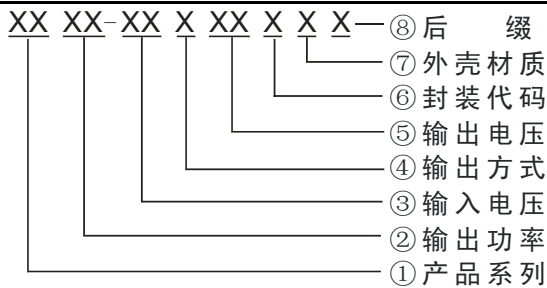 XX XX-XX X XX X X X ⑧后 缀
⑦外壳材质
⑥封装代码
⑤输出电压
④输出方式
③输入电压
②输出功率
①产品系列